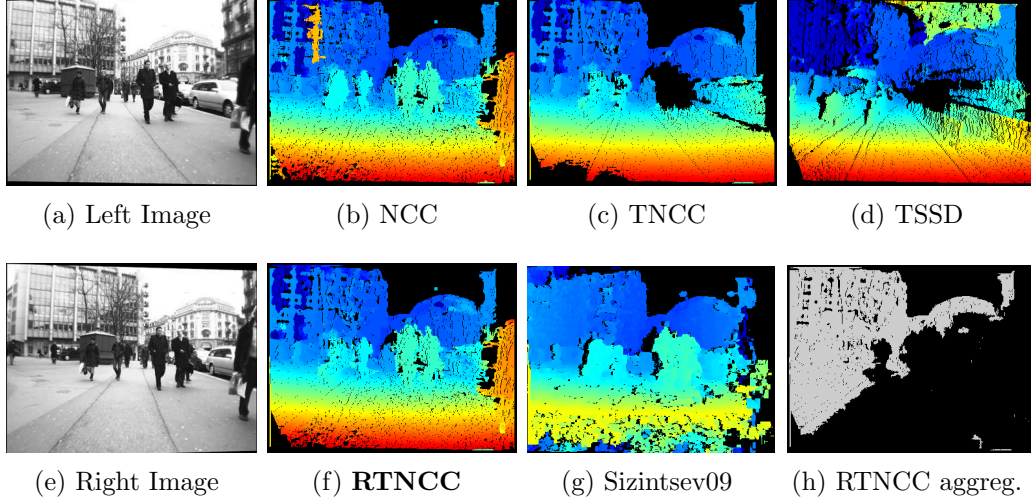 (a) Left Image
(b) NCC
(c) TNCC
(d) TSSD
(e) Right Image
(f) RTNCC
(g) Sizintsev09
(h) RTNCC aggreg.